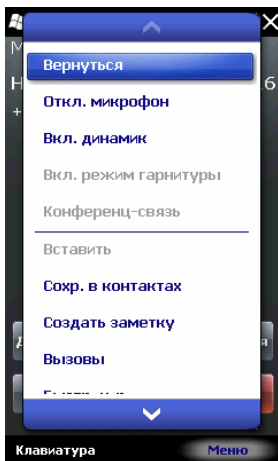 Вернуться
Откл. микрофон
Вкл. динамик
Вкл. режим гарнитуры
Конференц-связь
Вставить
Сохр. в контактах
Создать заметку
Вызовы
Клавиатура Меню